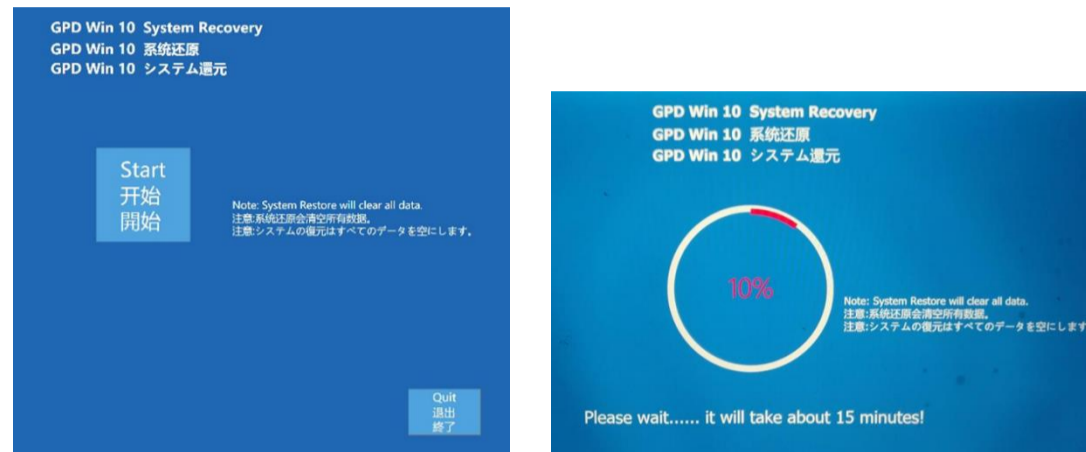 GPD Win 10 System Recovery
GPD Win 10 系统还原
GPD Win 10 システム還元
Start
开始
開始
Note: System Restore will clear all data.
注意:系统还原会清空所有数据。
注意:システムの復元はすべてのデータを空にします。
Quit
退出
終了
GPD Win 10 System Recovery
GPD Win 10 系统还原
GPD Win 10 システム還元
10%
Note: System Restore will clear all data.
注意:系统还原会清空所有数据。
注意:システムの復元はすべてのデータを空にします
Please wait...... it will take about 15 minutes!